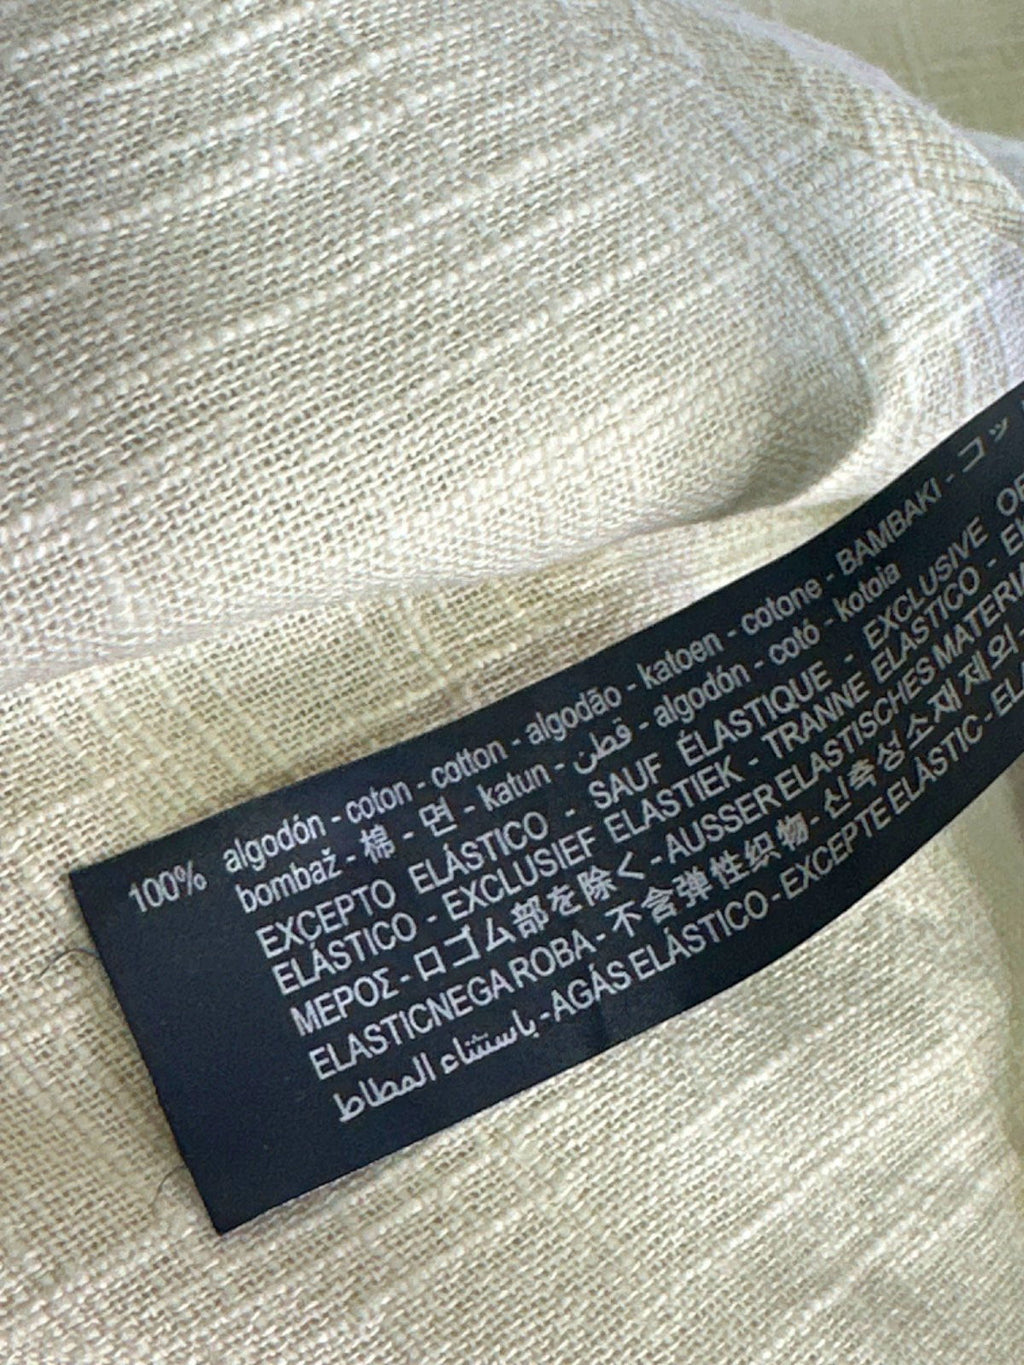 100% algodón - coton - cotton - algodão - katoen - cotone - BAMBAKI - コッ
bombaž - 棉 - 면 - katun - قطن - algodón - cotó - kotoia
EXCEPTO ELÁSTICO - SAUF ÉLASTIQUE - EXCLUSIVE OF
ELÁSTICO - EXCLUSIEF ELASTIEK - TRANNE ELÁSTICO -
ΜΕΡΟΣ - ロゴム部を除く - AUSSER ELASTISCHES MATERIA
ELASTICNEGA ROBA - 不含弹性织物 - 신축성소재제외 -
باستثناء المطاط - AGÁS ELÁSTICO - EXCEPTE ELÀSTIC -